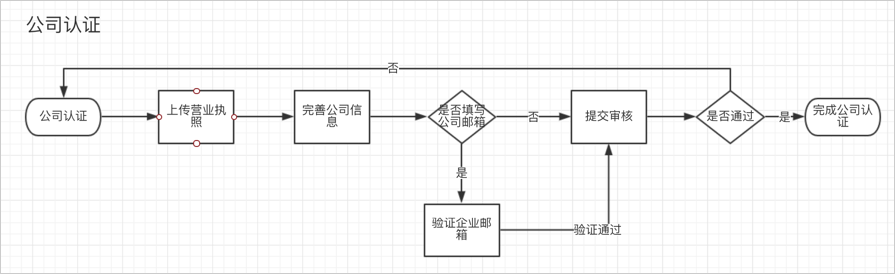 公司认证
否
公司认证
上传营业执
照
完善公司信
息
是否填写
公司邮箱
否
提交审核
是否通过
是
完成公司认
证
是
验证企业邮
箱
验证通过